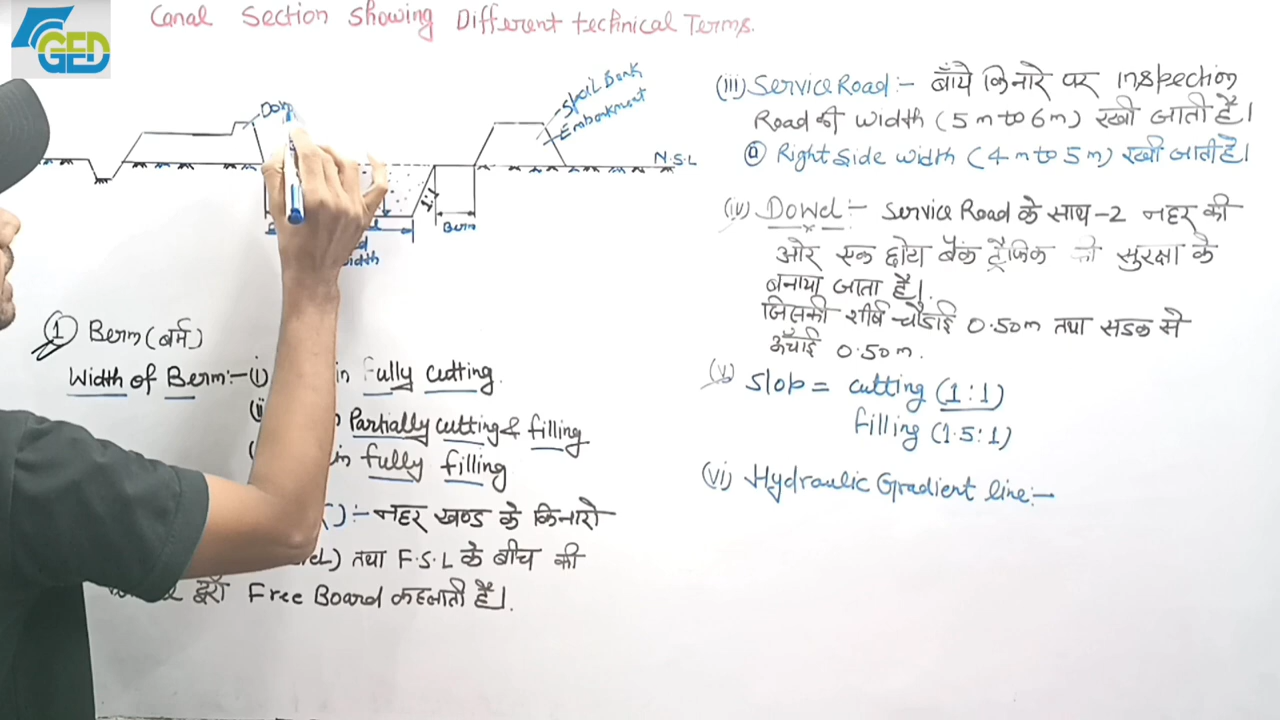 Canal Section Showing Different technical Terms.
GED
Spoil Bank
Embankment
N.S.L
1:1
Berm
width
① Berm (बर्म)
Width of Berm:- (i) in Fully Cutting.
Partially cutting & filling
in fully filling
:- नहर खण्ड के किनारो
तथा F.S.L के बीच की
दूरी Free Board कहलाती है।
(iii) Service Road :- बाँये किनारे पर Inspection
Road की width (5m to 6m) रखी जाती है।
@ Right Side width (4m to 5m) रखी जाती है।
(iv) Dowel :- Service Road के साथ-2 नहर की
ओर एक छोटा बैंक ट्रैफिक की सुरक्षा के
बनाया जाता है।
जिसकी शीर्ष चौड़ाई 0.50m तथा सडक से
ऊँचाई 0.50m.
(v) Slop = cutting (1:1)
filling (1.5:1)
(vi) Hydraulic Gradient line:-